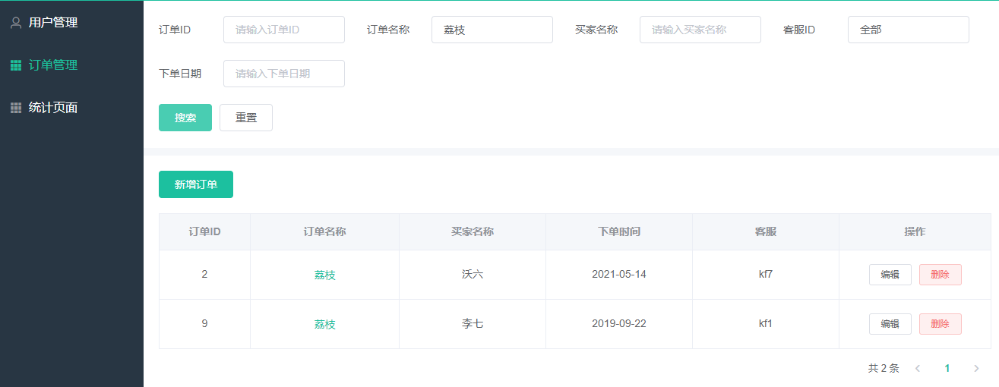 用户管理
订单管理
统计页面
订单ID 请输入订单ID 订单名称 荔枝 买家名称 请输入买家名称 客服ID 全部
下单日期 请输入下单日期
搜索 重置
新增订单
订单ID 订单名称 买家名称 下单时间 客服 操作
2 荔枝 沃六 2021-05-14 kf7 编辑 删除
9 荔枝 李七 2019-09-22 kf1 编辑 删除
共 2 条 1